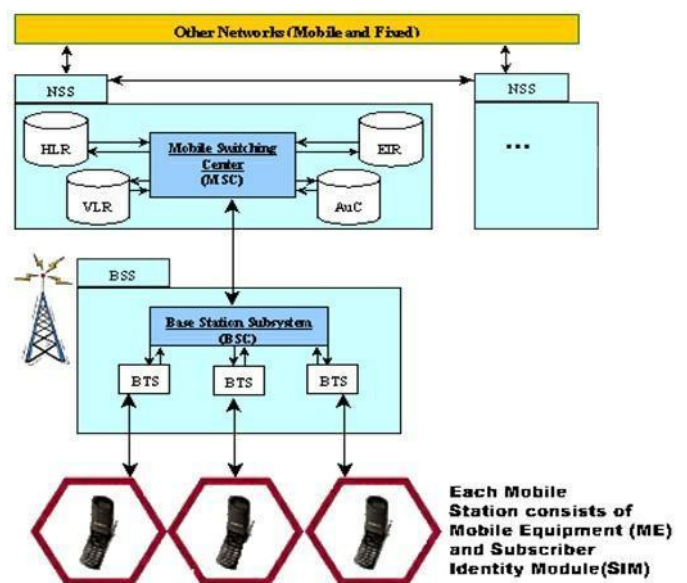 Other Networks (Mobile and Fixed)
NSS
NSS
HLR
Mobile Switching
Center
(MSC)
EIR
...
VLR
AuC
BSS
Base Station Subsystem
(BSC)
BTS
BTS
BTS
Each Mobile
Station consists of
Mobile Equipment (ME)
and Subscriber
Identity Module(SIM)